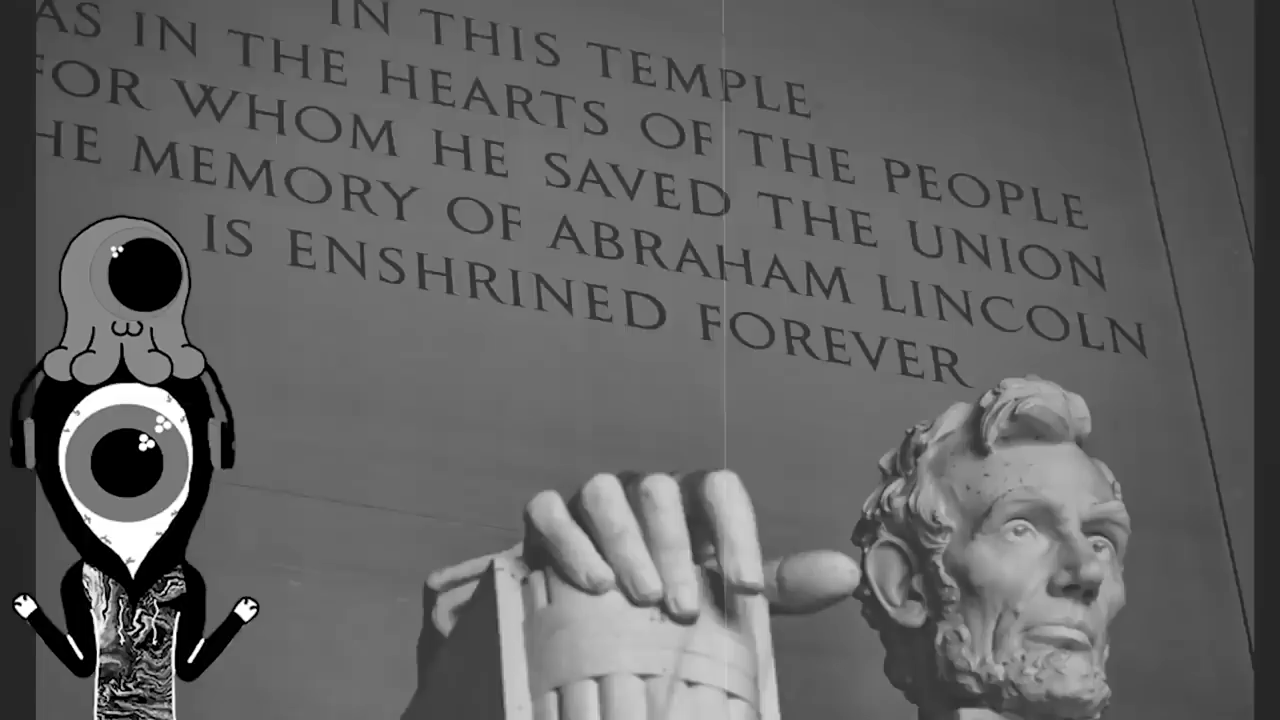 IN THIS TEMPLE
AS IN THE HEARTS OF THE PEOPLE
FOR WHOM HE SAVED THE UNION
HE MEMORY OF ABRAHAM LINCOLN
IS ENSHRINED FOREVER